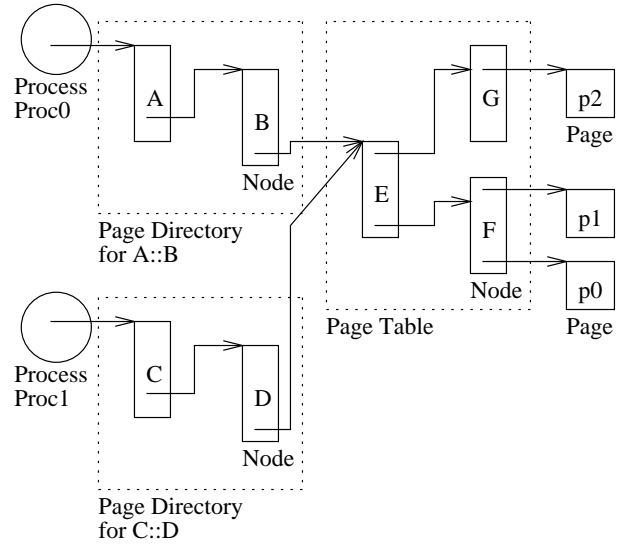 Process
Proc0
A
B
Node
Page Directory
for A::B
E
G
F
Node
Page Table
p2
Page
p1
p0
Page
Process
Proc1
C
D
Node
Page Directory
for C::D